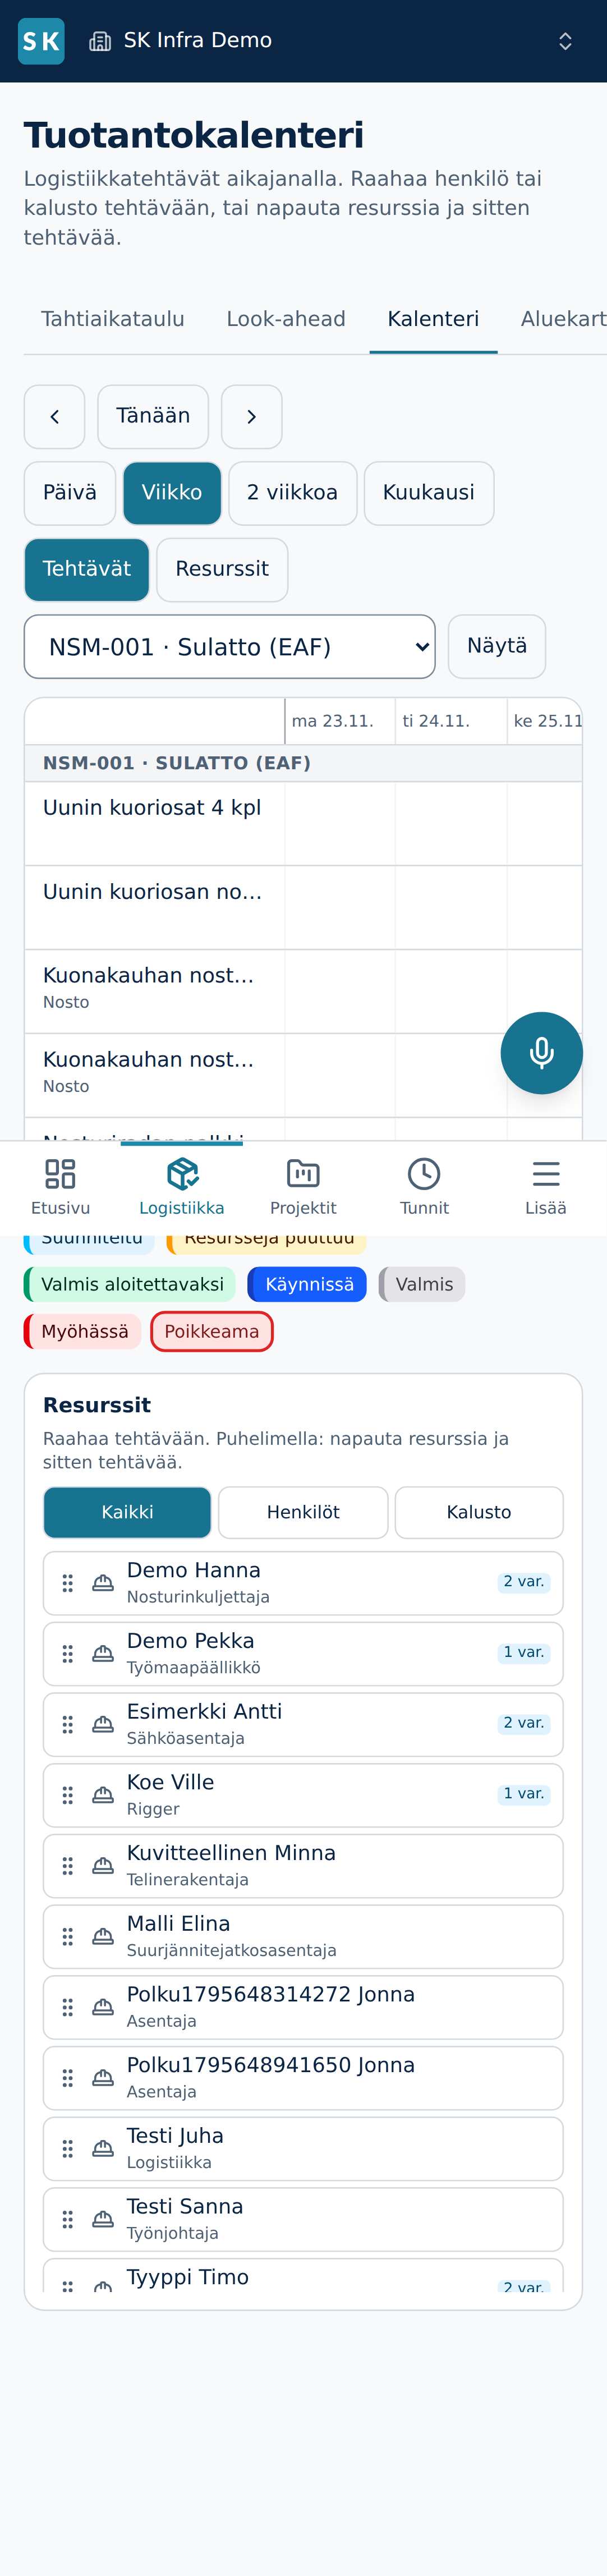 SK
SK Infra Demo
Tuotantokalenteri
Logistiikkatehtävät aikajanalla. Raahaa henkilö tai
kalusto tehtävään, tai napauta resurssia ja sitten
tehtävää.
Tahtiaikataulu
Look-ahead
Kalenteri
Aluekart
Tänään
Päivä
Viikko
2 viikkoa
Kuukausi
Tehtävät
Resurssit
NSM-001 · Sulatto (EAF)
Näytä
ma 23.11.
ti 24.11.
ke 25.11
NSM-001 · SULATTO (EAF)
Uunin kuoriosat 4 kpl
Uunin kuoriosan no...
Kuonakauhan nost...
Nosto
Kuonakauhan nost...
Nosto
Etusivu
Logistiikka
Projektit
Tunnit
Lisää
Suunniteltu
Resursseja puuttuu
Valmis aloitettavaksi
Käynnissä
Valmis
Myöhässä
Poikkeama
Resurssit
Raahaa tehtävään. Puhelimella: napauta resurssia ja
sitten tehtävää.
Kaikki
Henkilöt
Kalusto
Demo Hanna
2 var.
Nosturinkuljettaja
Demo Pekka
1 var.
Työmaapäällikkö
Esimerkki Antti
2 var.
Sähköasentaja
Koe Ville
1 var.
Rigger
Kuvitteellinen Minna
Telinerakentaja
Malli Elina
Suurjännitejatkosasentaja
Polku1795648314272 Jonna
Asentaja
Polku1795648941650 Jonna
Asentaja
Testi Juha
Logistiikka
Testi Sanna
Työnjohtaja
Tyyppi Timo
2 var.